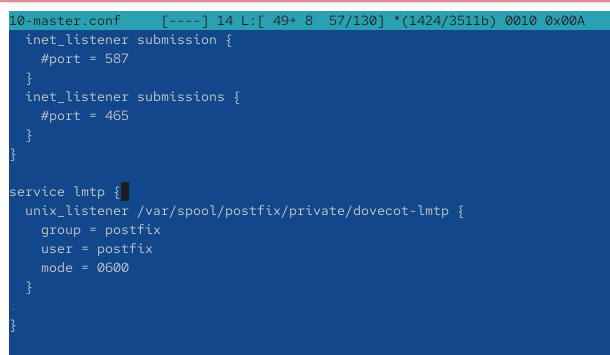 10-master.conf [----] 14 L:[ 49+ 8 57/130] *(1424/3511b) 0010 0x00A
inet_listener submission {
#port = 587
}
inet_listener submissions {
#port = 465
}
}
service lmtp {
unix_listener /var/spool/postfix/private/dovecot-lmtp {
group = postfix
user = postfix
mode = 0600
}
}